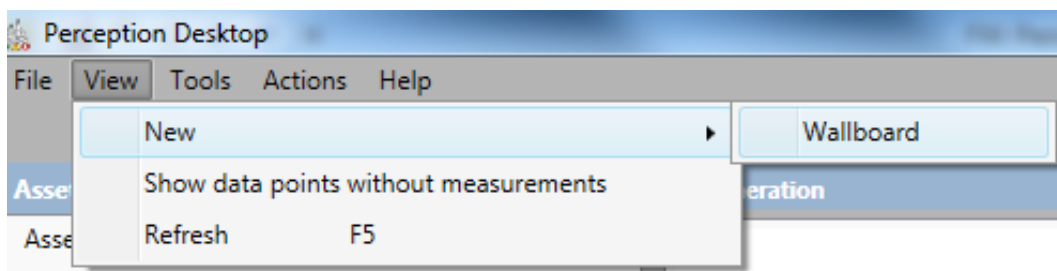 Perception Desktop
File View Tools Actions Help
New Wallboard
Show data points without measurements
Asse eration
Refresh F5
Asse